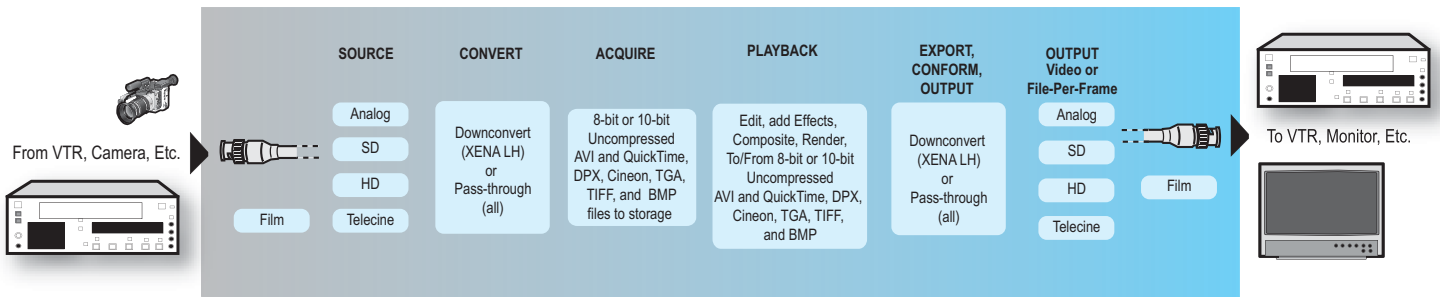 From VTR, Camera, Etc.
Film
SOURCE
Analog
SD
HD
Telecine
CONVERT
Downconvert
(XENA LH)
or
Pass-through
(all)
ACQUIRE
8-bit or 10-bit
Uncompressed
AVI and QuickTime,
DPX, Cineon, TGA,
TIFF, and BMP
files to storage
PLAYBACK
Edit, add Effects,
Composite, Render,
To/From 8-bit or 10-bit
Uncompressed
AVI and QuickTime, DPX,
Cineon, TGA, TIFF,
and BMP
EXPORT,
CONFORM,
OUTPUT
Downconvert
(XENA LH)
or
Pass-through
(all)
OUTPUT
Video or
File-Per-Frame
Analog
SD
HD
Telecine
Film
To VTR, Monitor, Etc.